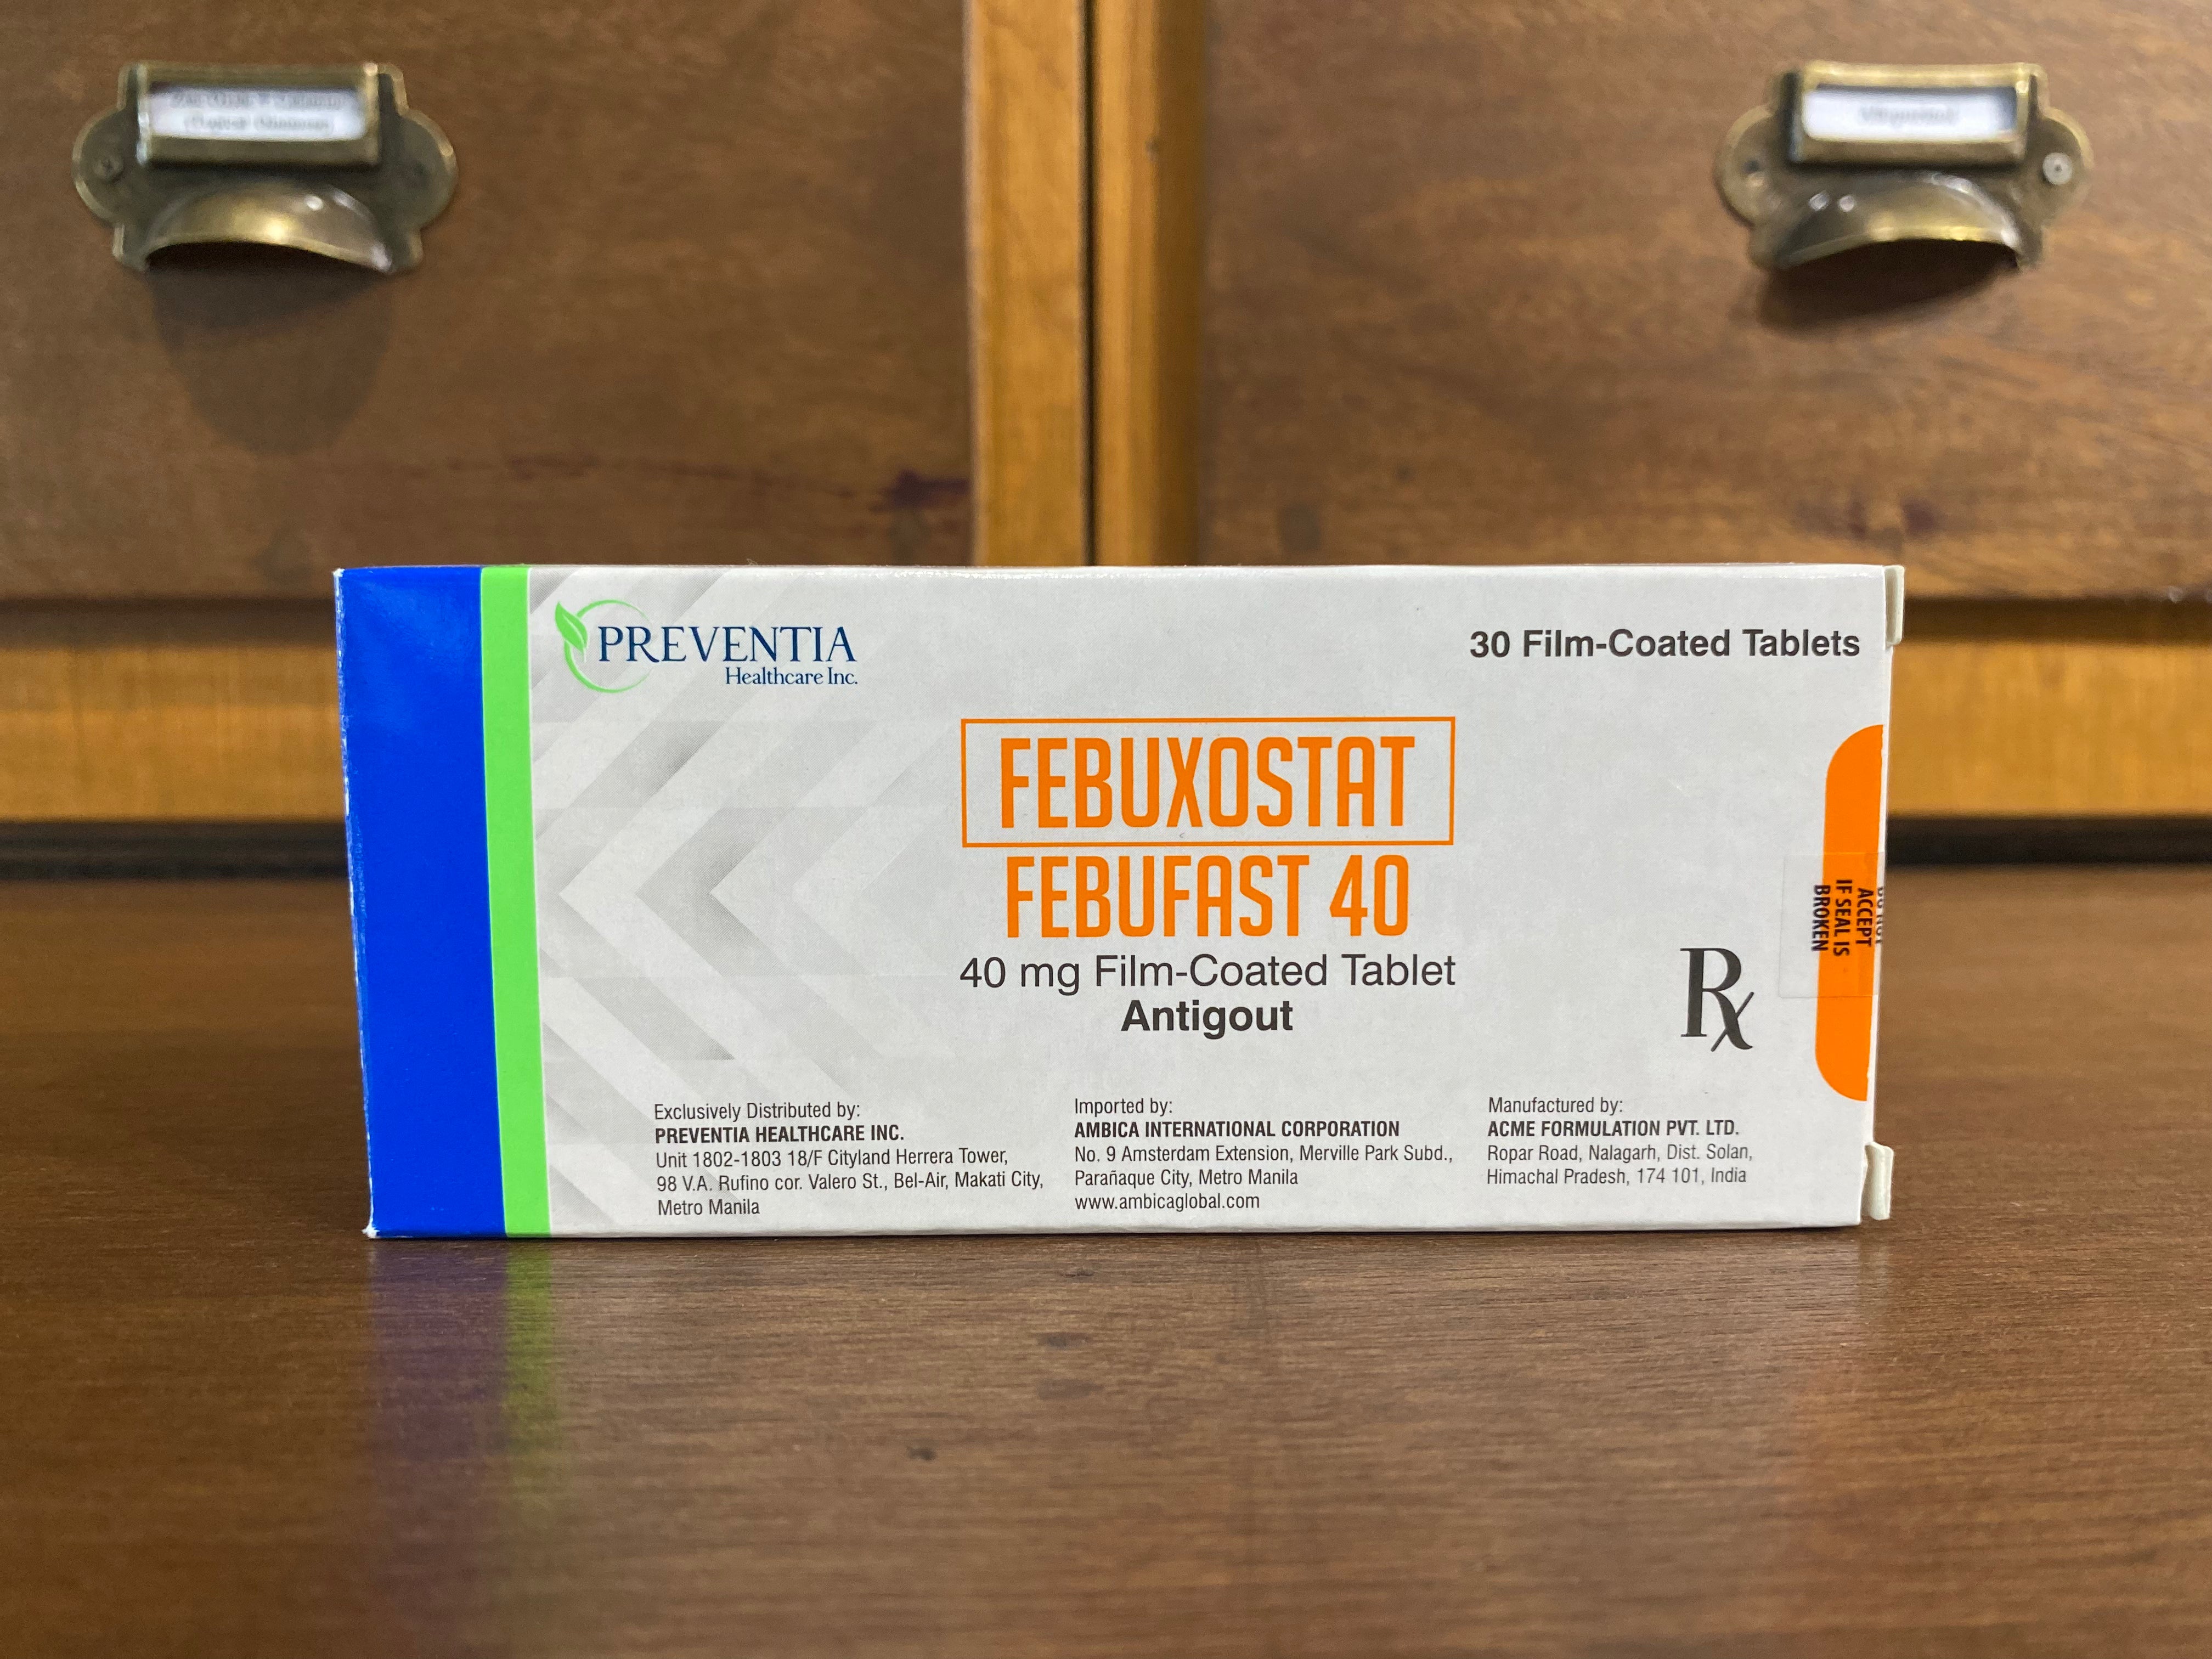 PREVENTIA
Healthcare Inc.
30 Film-Coated Tablets
FEBUXOSTAT
FEBUFAST 40
40 mg Film-Coated Tablet
Antigout
Rx
ACCEPT
IF SEAL IS
BROKEN
Exclusively Distributed by:
PREVENTIA HEALTHCARE INC.
Unit 1802-1803 18/F Cityland Herrera Tower,
98 V.A. Rufino cor. Valero St., Bel-Air, Makati City,
Metro Manila
Imported by:
AMBICA INTERNATIONAL CORPORATION
No. 9 Amsterdam Extension, Merville Park Subd.,
Parañaque City, Metro Manila
www.ambicaglobal.com
Manufactured by:
ACME FORMULATION PVT. LTD.
Ropar Road, Nalagarh, Dist. Solan,
Himachal Pradesh, 174 101, India